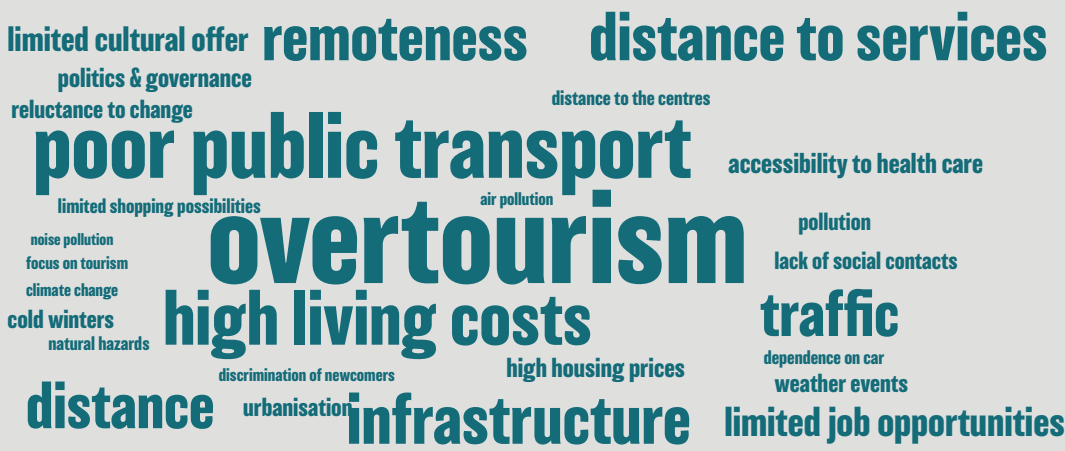 limited cultural offer
remoteness
distance to services
politics & governance
distance to the centres
reluctance to change
poor public transport
accessibility to health care
limited shopping possibilities
air pollution
overtourism
pollution
noise pollution
focus on tourism
lack of social contacts
climate change
high living costs
traffic
cold winters
natural hazards
dependence on car
high housing prices
discrimination of newcomers
weather events
distance
urbanisation
infrastructure
limited job opportunities